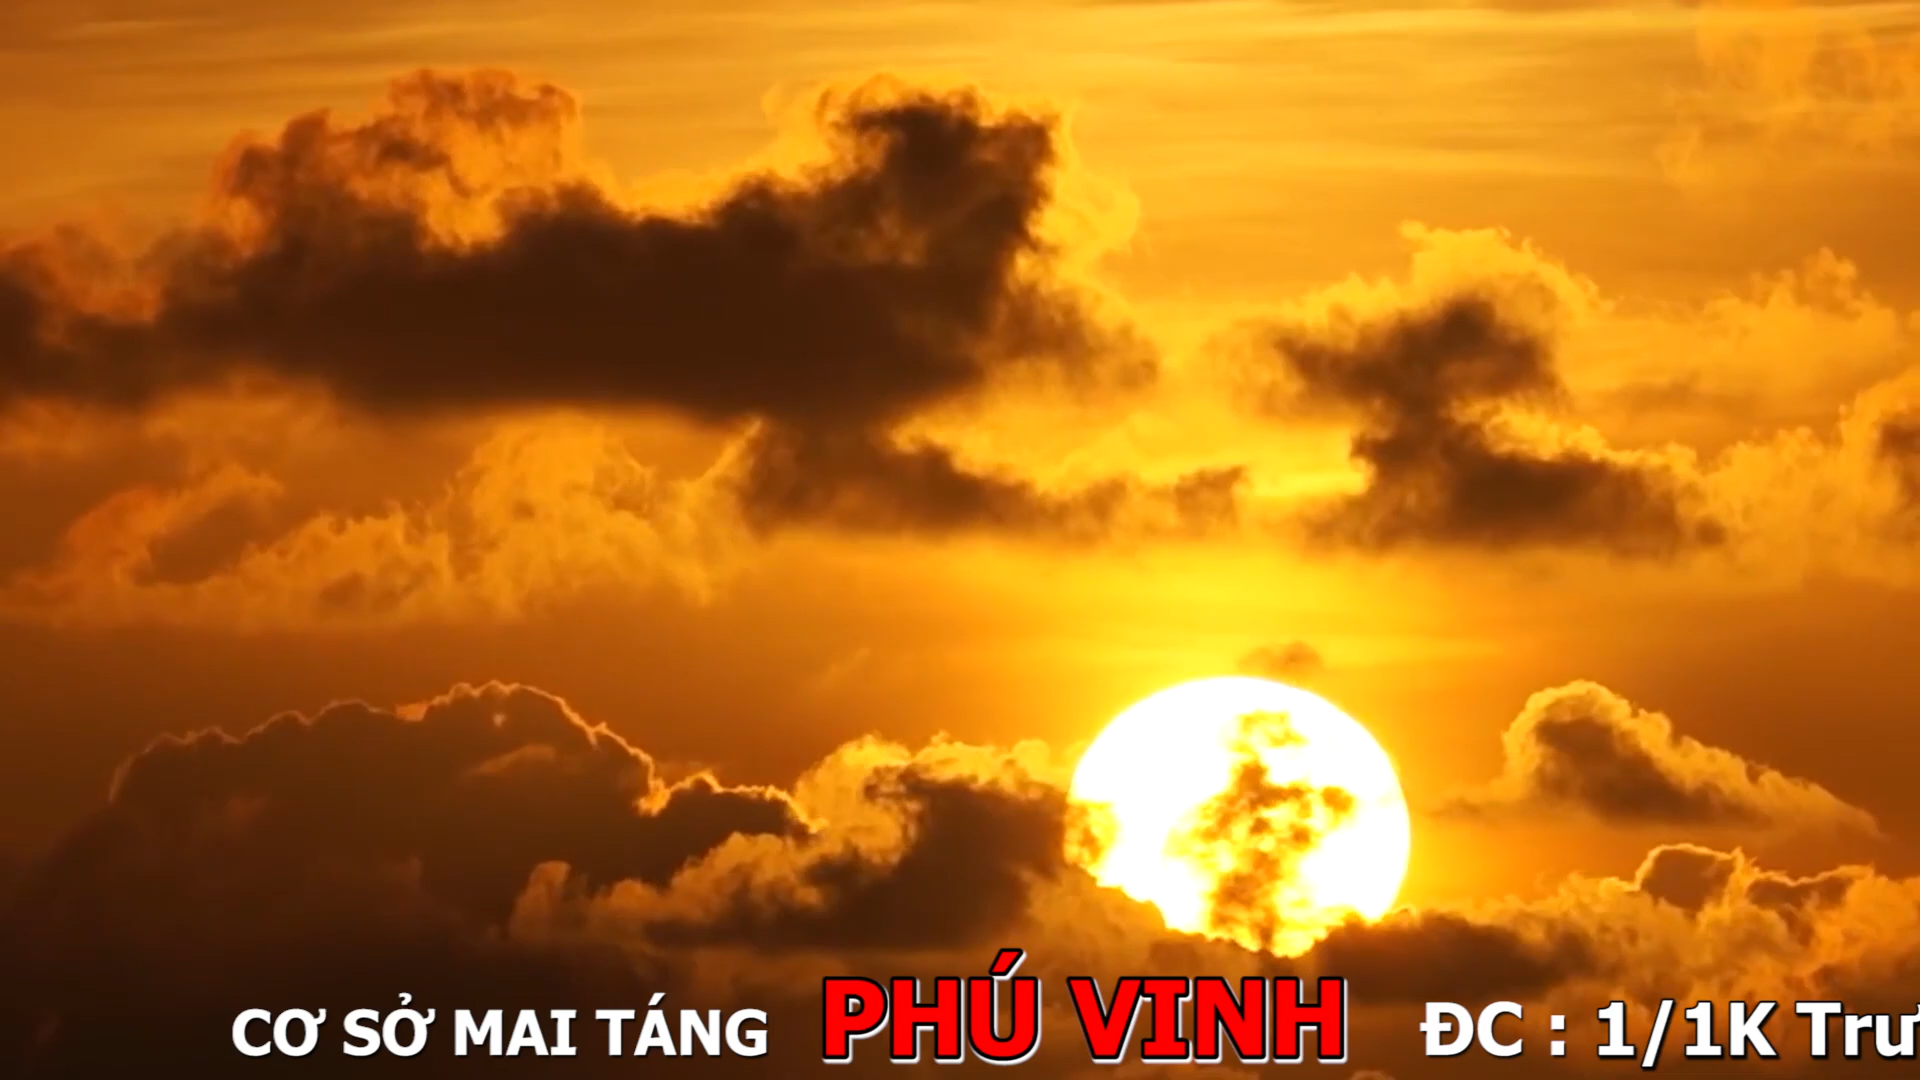 CƠ SỞ MAI TÁNG PHÚ VINH ĐC : 1/1K